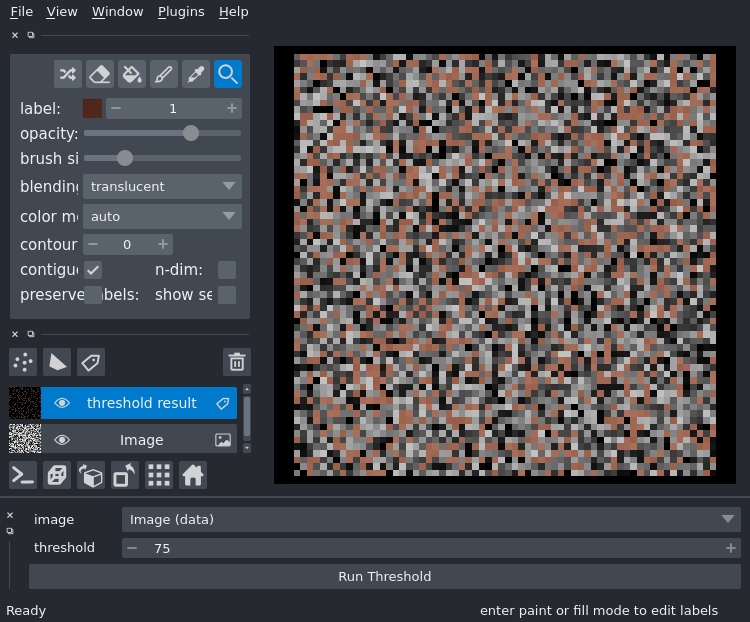 File View Window Plugins Help
label: 1
opacity:
brush si
blending translucent
color m auto
contour 0
contigu n-dim:
preserve abels: show se
threshold result
Image
image Image (data)
threshold 75
Run Threshold
Ready enter paint or fill mode to edit labels